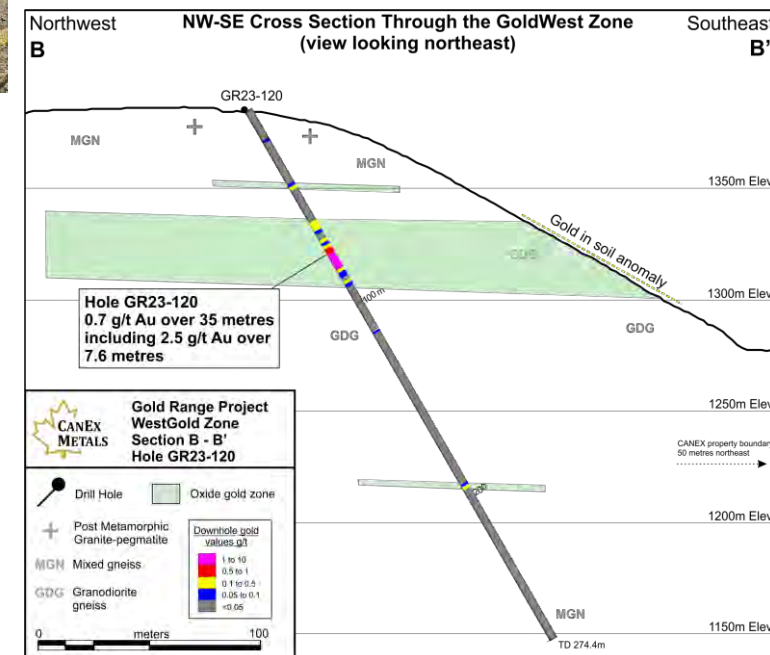 Northwest
NW-SE Cross Section Through the GoldWest Zone
Southeast
B
(view looking northeast)
B'
GR23-120
MGN
MGN
1350m Elev
Gold in soil anomaly
GDG
1300m Elev
Hole GR23-120
0.7 g/t Au over 35 metres
including 2.5 g/t Au over
7.6 metres
100m
GDG
GDG
1250m Elev
CANEX METALS
Gold Range Project
WestGold Zone
Section B - B'
Hole GR23-120
CANEX property boundary
50 metres northeast
Drill Hole
Oxide gold zone
200
1200m Elev
Post Metamorphic
Granite-pegmatite
MGN Mixed gneiss
GDG Granodiorite
gneiss
Downhole gold
values g/t
1 to 10
0.5 to 1
0.1 to 0.5
0.05 to 0.1
<0.05
MGN
1150m Elev
TD 274.4m
0 meters 100